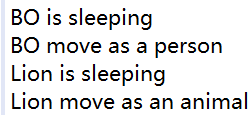 BO is sleeping
BO move as a person
Lion is sleeping
Lion move as an animal